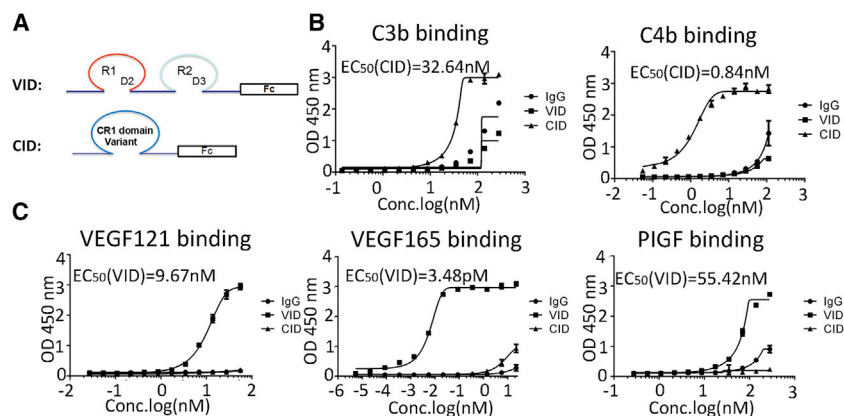 A
R1
D2
R2
D3
VID:
Fc
CR1 domain
Variant
CID:
Fc
B
C3b binding
EC50(CID)=32.64nM
OD 450 nm
4
3
2
1
0
-1 0 1 2 3
Conc.log(nM)
IgG
VID
CID
C4b binding
EC50(CID)=0.84nM
OD 450 nm
4
3
2
1
0
-2 -1 0 1 2 3
Conc.log(nM)
IgG
VID
CID
C
VEGF121 binding
EC50(VID)=9.67nM
OD 450 nm
4
3
2
1
0
-2 -1 0 1 2
Conc.log(nM)
IgG
VID
CID
VEGF165 binding
EC50(VID)=3.48pM
OD 450 nm
4
3
2
1
0
-6 -5 -4 -3 -2 -1 0 1
Conc.log(nM)
IgG
VID
CID
PIGF binding
EC50(VID)=55.42nM
OD 450 nm
4
3
2
1
0
-1 0 1 2 3
Conc.log(nM)
IgG
VID
CID